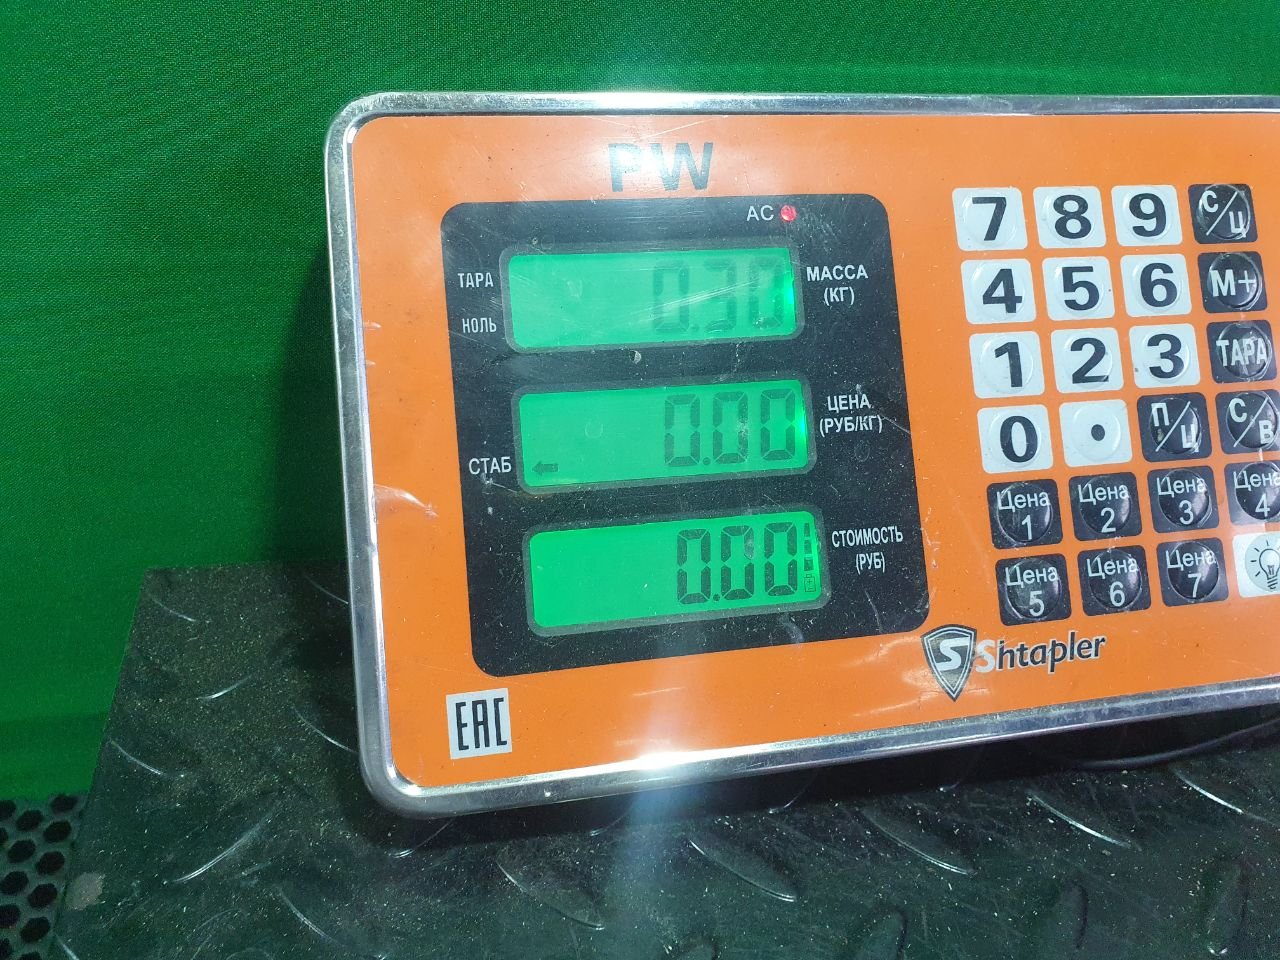 PW
AC
ТАРА
НОЛЬ
0.30
МАССА
(КГ)
СТАБ
0.00
ЦЕНА
(РУБ/КГ)
0.00
СТОИМОСТЬ
(РУБ)
7 8 9 С/Ц
4 5 6 М+
1 2 3 ТАРА
0 . П/Ц С/В
Цена 1 Цена 2 Цена 3 Цена 4
Цена 5 Цена 6 Цена 7
S Shtapler
EAC